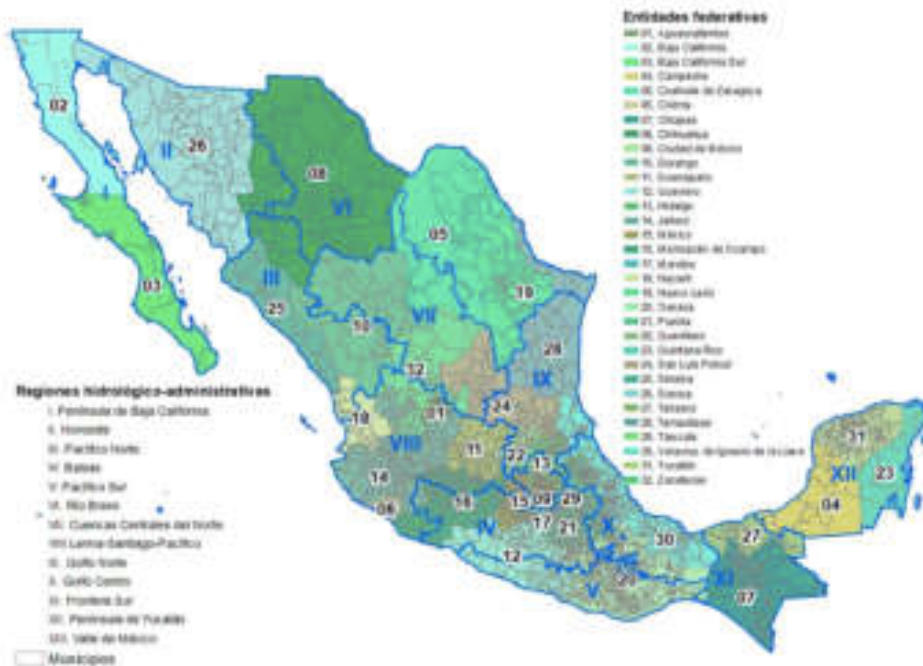 Entidades federativas
01, Aguascalientes
02, Baja California
03, Baja California Sur
04, Campeche
05, Coahuila de Zaragoza
06, Colima
07, Chiapas
08, Chihuahua
09, Ciudad de México
10, Durango
11, Guanajuato
12, Guerrero
13, Hidalgo
14, Jalisco
15, México
16, Michoacán de Ocampo
17, Morelos
18, Nayarit
19, Nuevo León
20, Oaxaca
21, Puebla
22, Querétaro
23, Quintana Roo
24, San Luis Potosí
25, Sinaloa
26, Sonora
27, Tabasco
28, Tamaulipas
29, Tlaxcala
30, Veracruz de Ignacio de la Llave
31, Yucatán
32, Zacatecas
02
26
II
08
VI
I
05
03
III
25
19
10
VII
28
IX
12
24
01
18
VIII
11
22
13
14
06
16
15
09
29
IV
17
21
X
12
30
20
V
31
XII
23
04
27
XI
07
Regiones hidrológico-administrativas
I. Península de Baja California
II. Noroeste
III. Pacífico Norte
IV. Balsas
V. Pacífico Sur
VI. Río Bravo
VII. Cuencas Centrales del Norte
VIII. Lerma-Santiago-Pacífico
IX. Golfo Norte
X. Golfo Centro
XI. Frontera Sur
XII. Península de Yucatán
XIII. Valle de México
Municipios